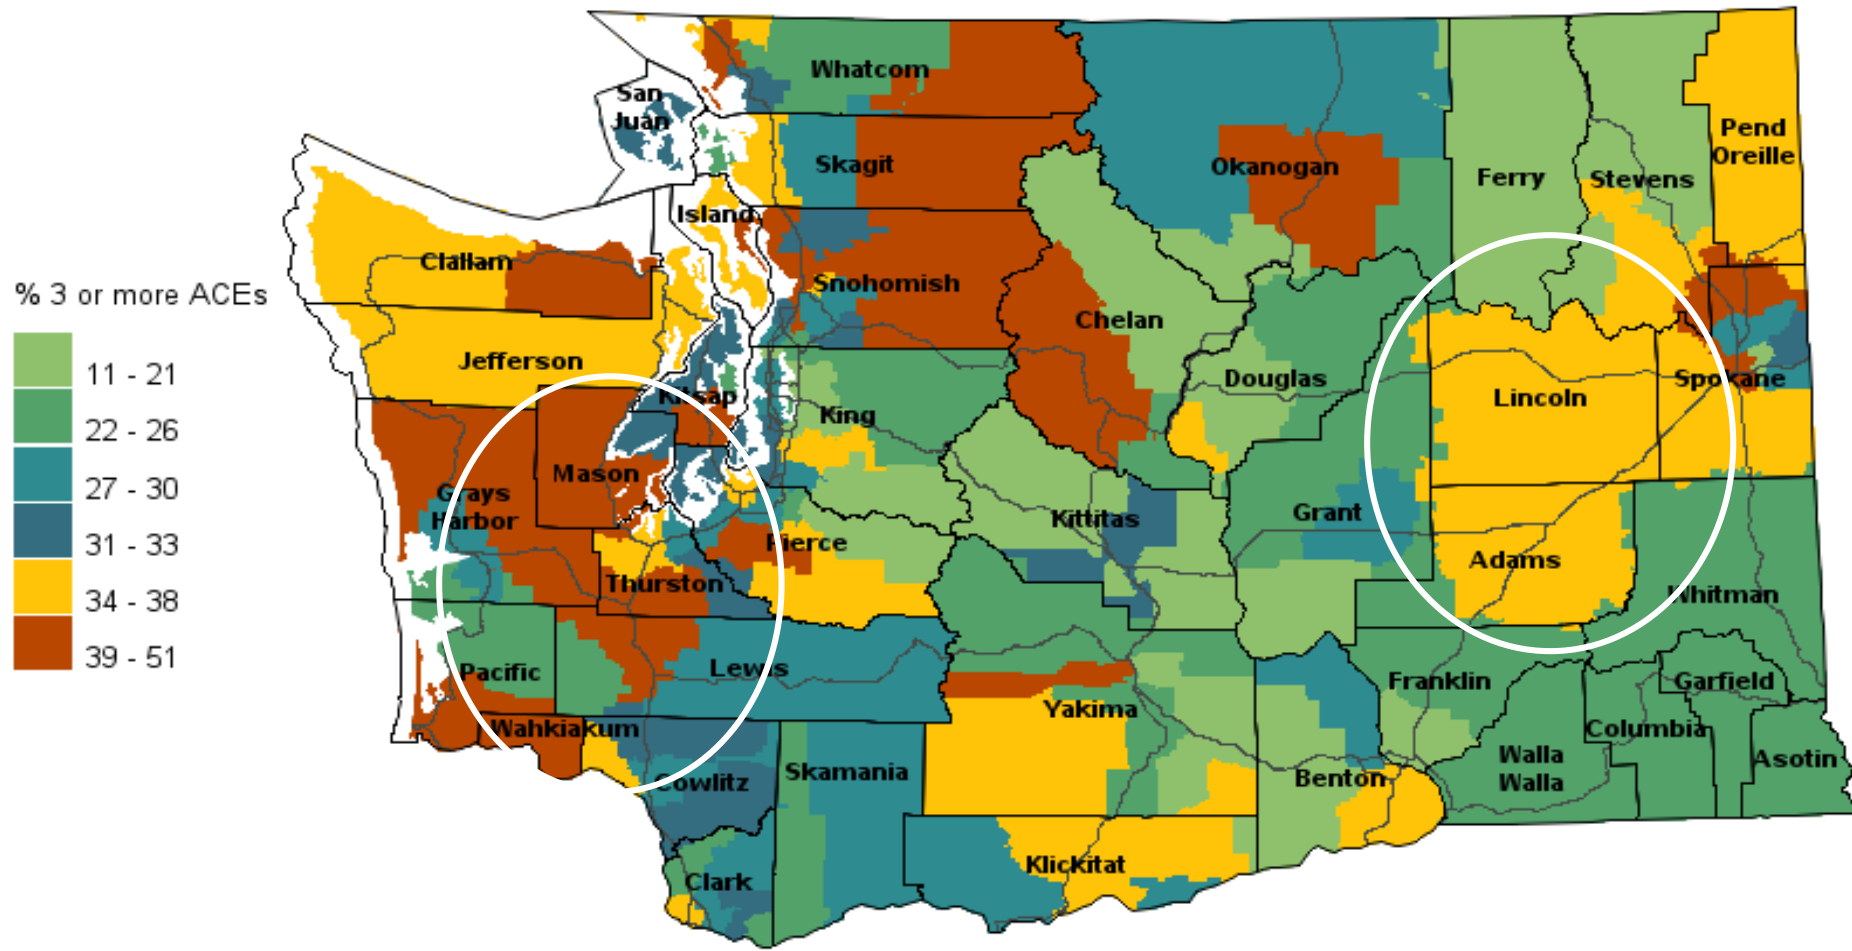 % 3 or more ACEs
11 - 21
22 - 26
27 - 30
31 - 33
34 - 38
39 - 51
Whatcom
San
Juan
Skagit
Okanogan
Ferry
Stevens
Pend
Oreille
Island
Clallam
Snohomish
Chelan
Jefferson
Douglas
Spokane
Lincoln
Kitsap
King
Mason
Grays
Harbor
Kittitas
Grant
Pierce
Adams
Thurston
Whitman
Pacific
Lewis
Franklin
Garfield
Yakima
Wahkiakum
Columbia
Walla
Walla
Asotin
Cowlitz
Skamania
Benton
Klickitat
Clark